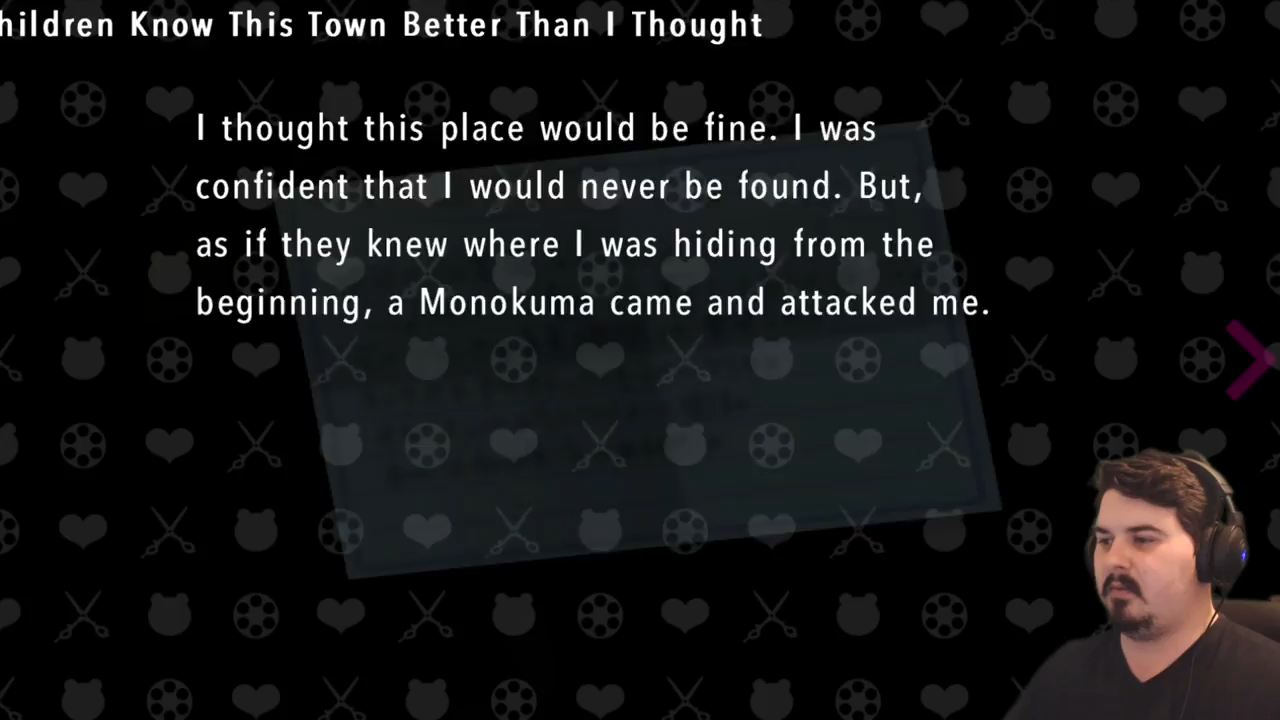 hildren Know This Town Better Than I Thought
I thought this place would be fine. I was
confident that I would never be found. But,
as if they knew where I was hiding from the
beginning, a Monokuma came and attacked me.